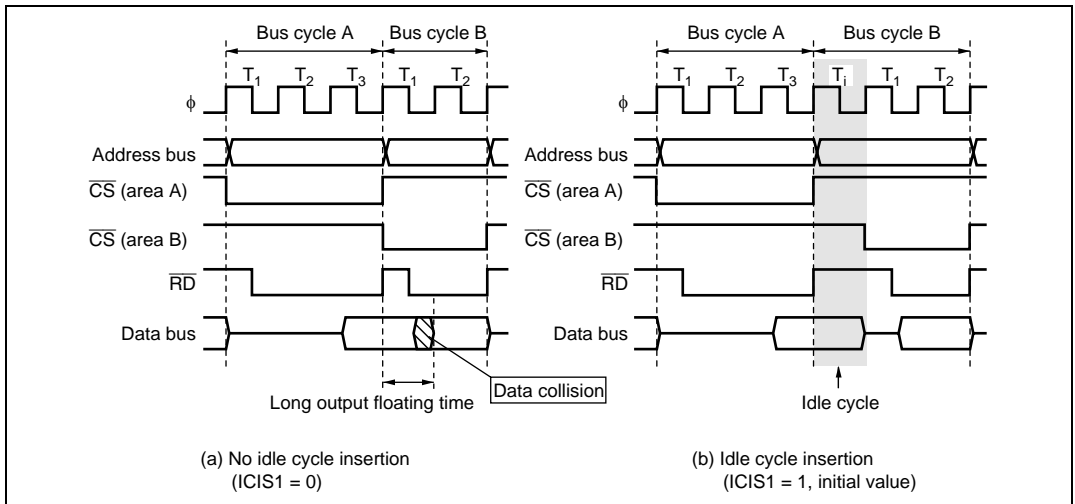 Bus cycle A Bus cycle B Bus cycle A Bus cycle B
T1 T2 T3 T1 T2 T1 T2 T3 Ti T1 T2
ϕ ϕ
Address bus Address bus
CS (area A) CS (area A)
CS (area B) CS (area B)
RD RD
Data bus Data bus
Data collision
Long output floating time Idle cycle
(a) No idle cycle insertion (b) Idle cycle insertion
(ICIS1 = 0) (ICIS1 = 1, initial value)